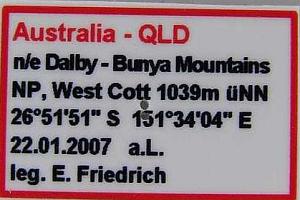 Australia - QLD
n/e Dalby - Bunya Mountains
NP, West Cott 1039m üNN
26°51'51" S 151°34'04" E
22.01.2007 a.L.
leg. E. Friedrich